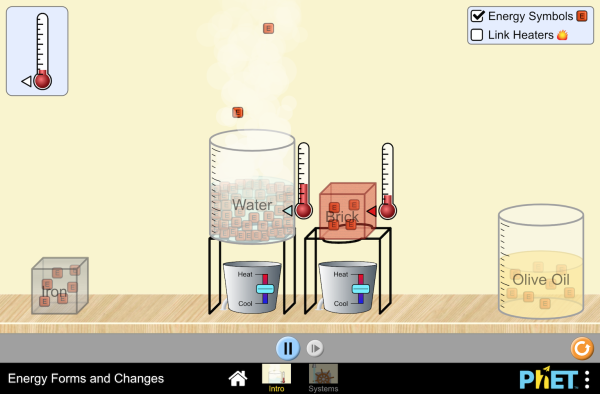 Energy Symbols E
Link Heaters
E
E
Water
Brick
Iron
Olive Oil
Heat
Cool
Heat
Cool
Energy Forms and Changes
Intro
Systems
PhET